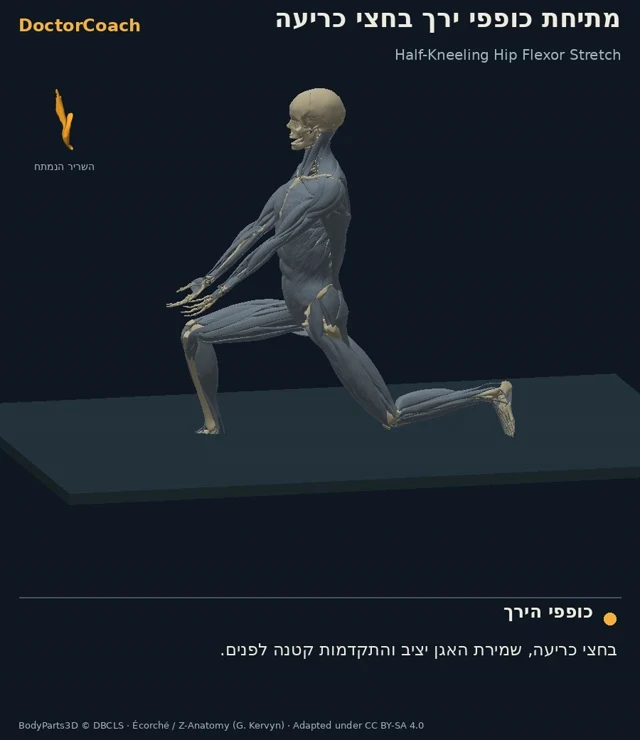 DoctorCoach
מתיחת כופפי ירך בחצי כריעה
Half-Kneeling Hip Flexor Stretch
השריר הנמתח
כופפי הירך
בחצי כריעה, שמירת האגן יציב והתקדמות קטנה לפנים.
BodyParts3D © DBCLS · Écorché / Z-Anatomy (G. Kervyn) · Adapted under CC BY-SA 4.0